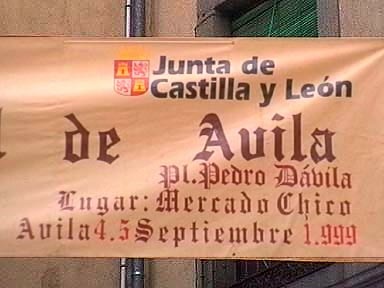 Junta de
Castilla y León
l de Avila
Pl. Pedro Dávila
Lugar: Mercado Chico
Avila 4.5 Septiembre 1.999